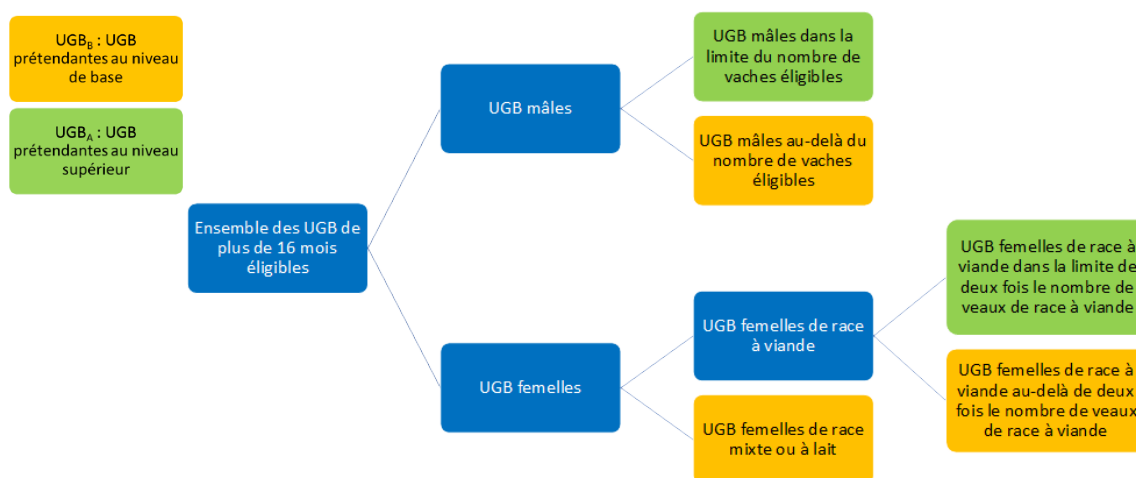 UGB_B : UGB
prétendantes au niveau
de base
UGB_A : UGB
prétendantes au niveau
supérieur
Ensemble des UGB de
plus de 16 mois
éligibles
UGB mâles
UGB mâles dans la
limite du nombre de
vaches éligibles
UGB mâles au-delà du
nombre de vaches
éligibles
UGB femelles
UGB femelles de race
à viande
UGB femelles de race
mixte ou à lait
UGB femelles de race à
viande dans la limite de
deux fois le nombre de
veaux de race à viande
UGB femelles de race à
viande au-delà de deux
fois le nombre de veaux
de race à viande